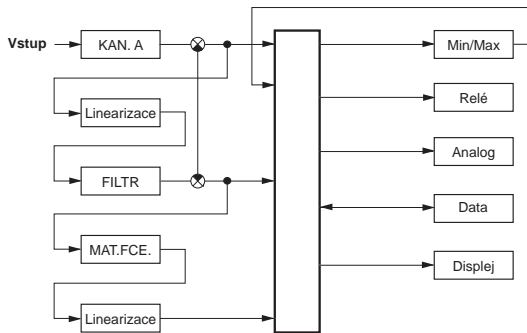 Vstup
KAN. A
Min/Max
Linearizace
Relé
Analog
FILTR
Data
MAT.FCE.
Displej
Linearizace